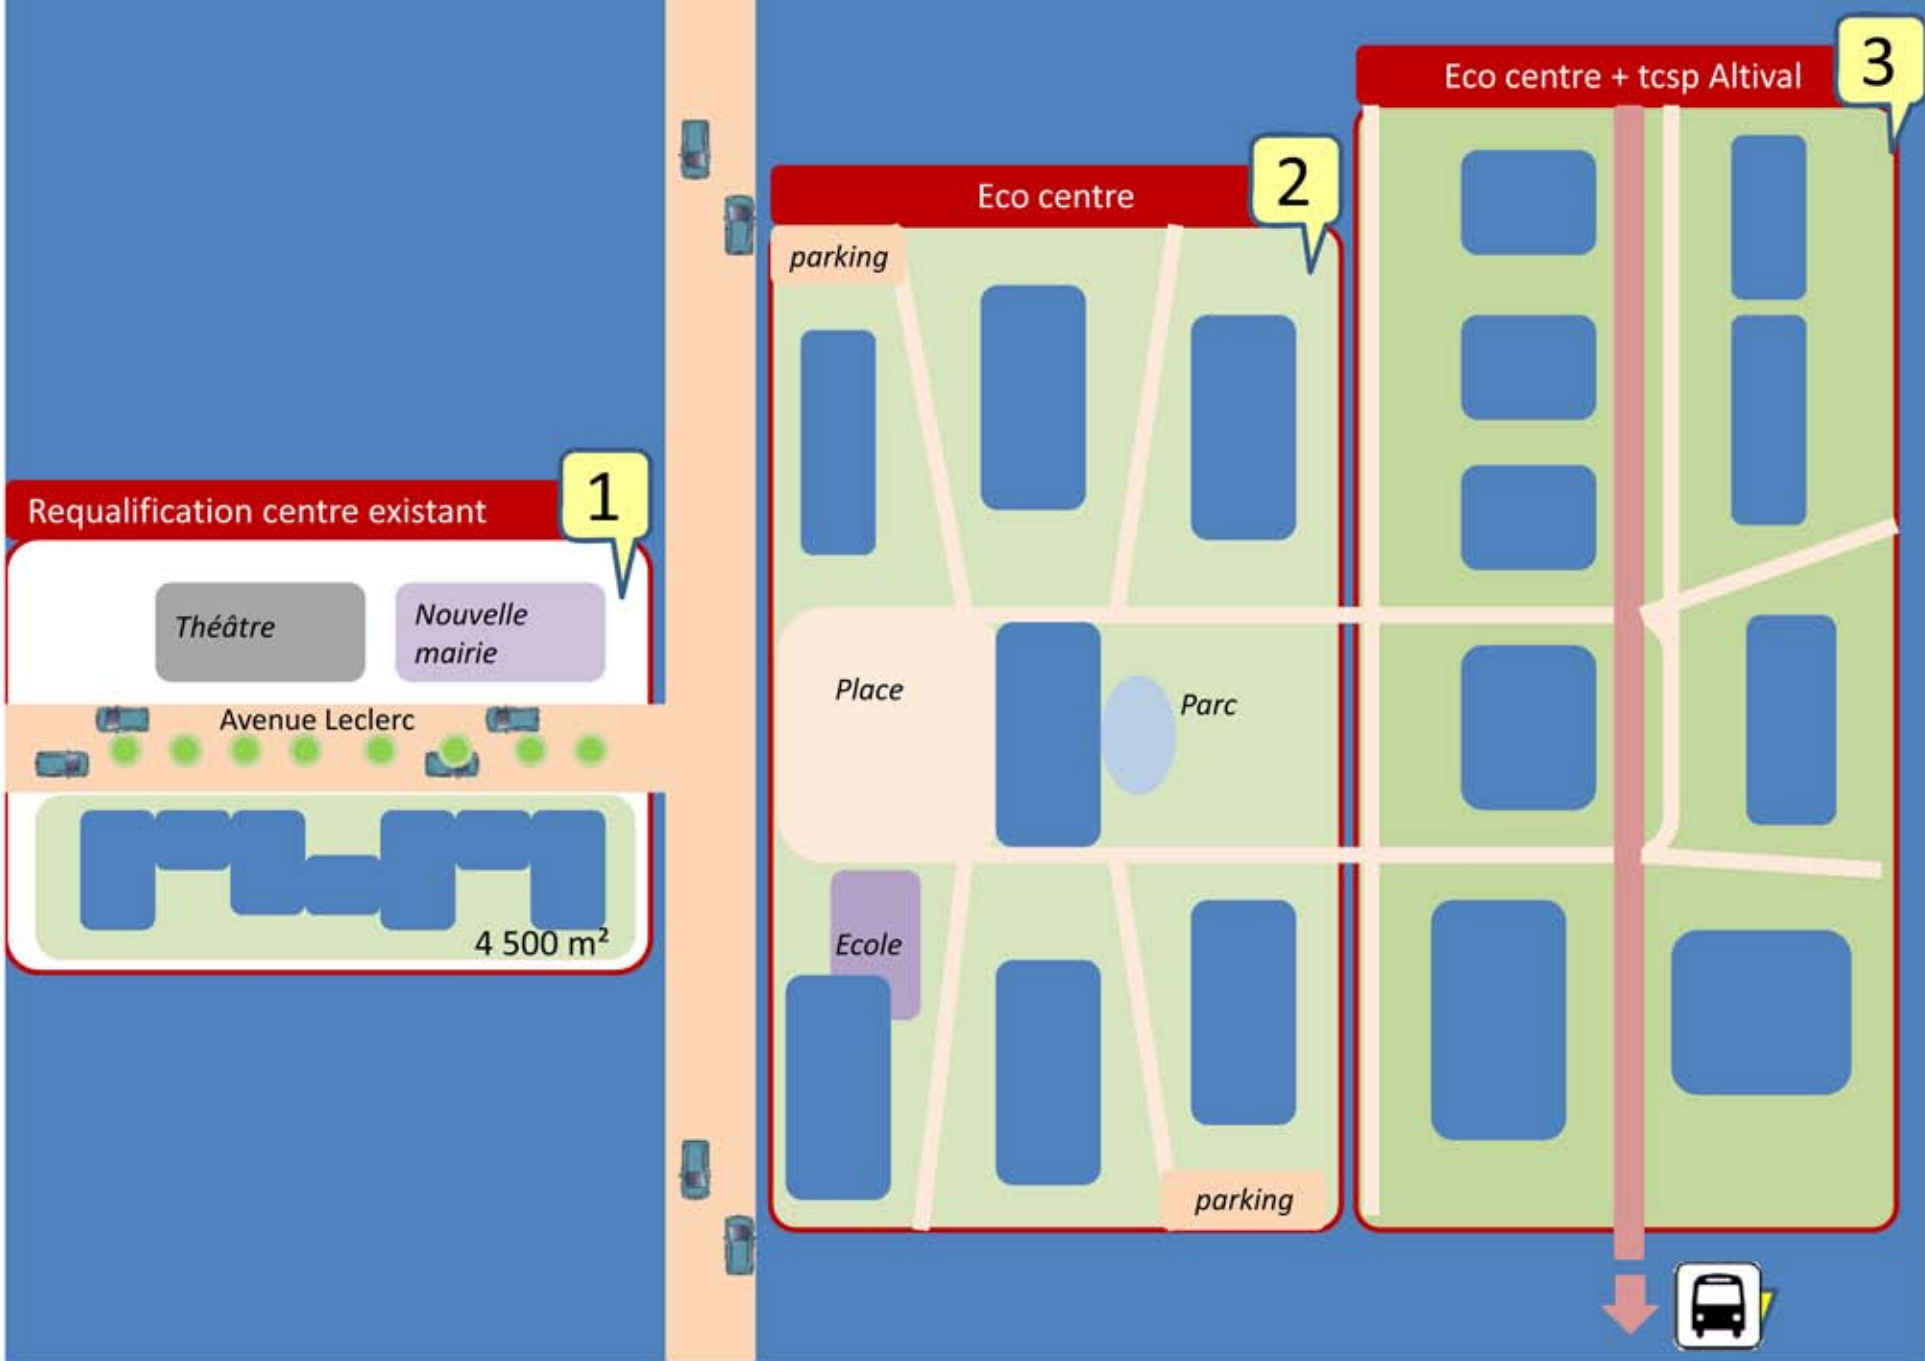 Requalification centre existant
1
Théâtre
Nouvelle
mairie
Avenue Leclerc
4 500 m²
Eco centre
2
parking
Place
Parc
Ecole
parking
Eco centre + tcsp Altival
3